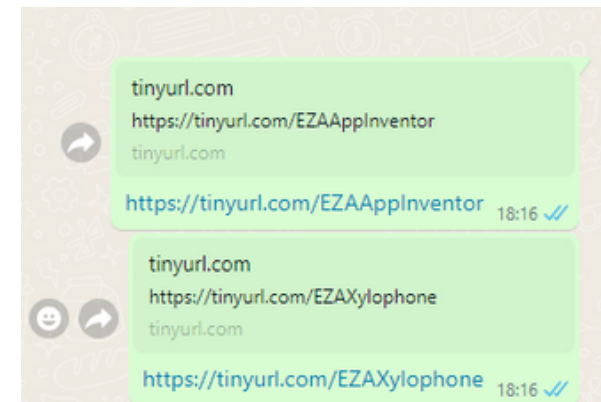 tinyurl.com
https://tinyurl.com/EZAAppInventor
tinyurl.com
https://tinyurl.com/EZAAppInventor 18:16
tinyurl.com
https://tinyurl.com/EZAXylophone
tinyurl.com
https://tinyurl.com/EZAXylophone 18:16